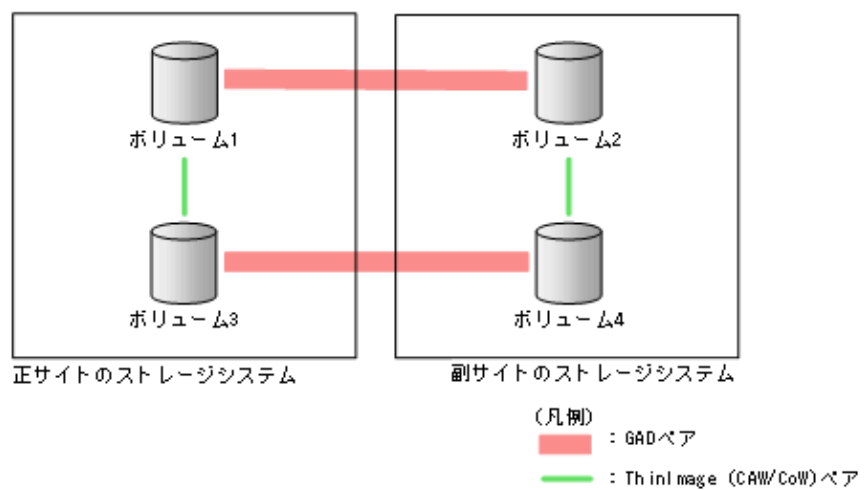 ボリューム1
ボリューム2
ボリューム3
ボリューム4
正サイトのストレージシステム
副サイトのストレージシステム
(凡例)
：GADペア
：ThinImage (CAW/CoW)ペア